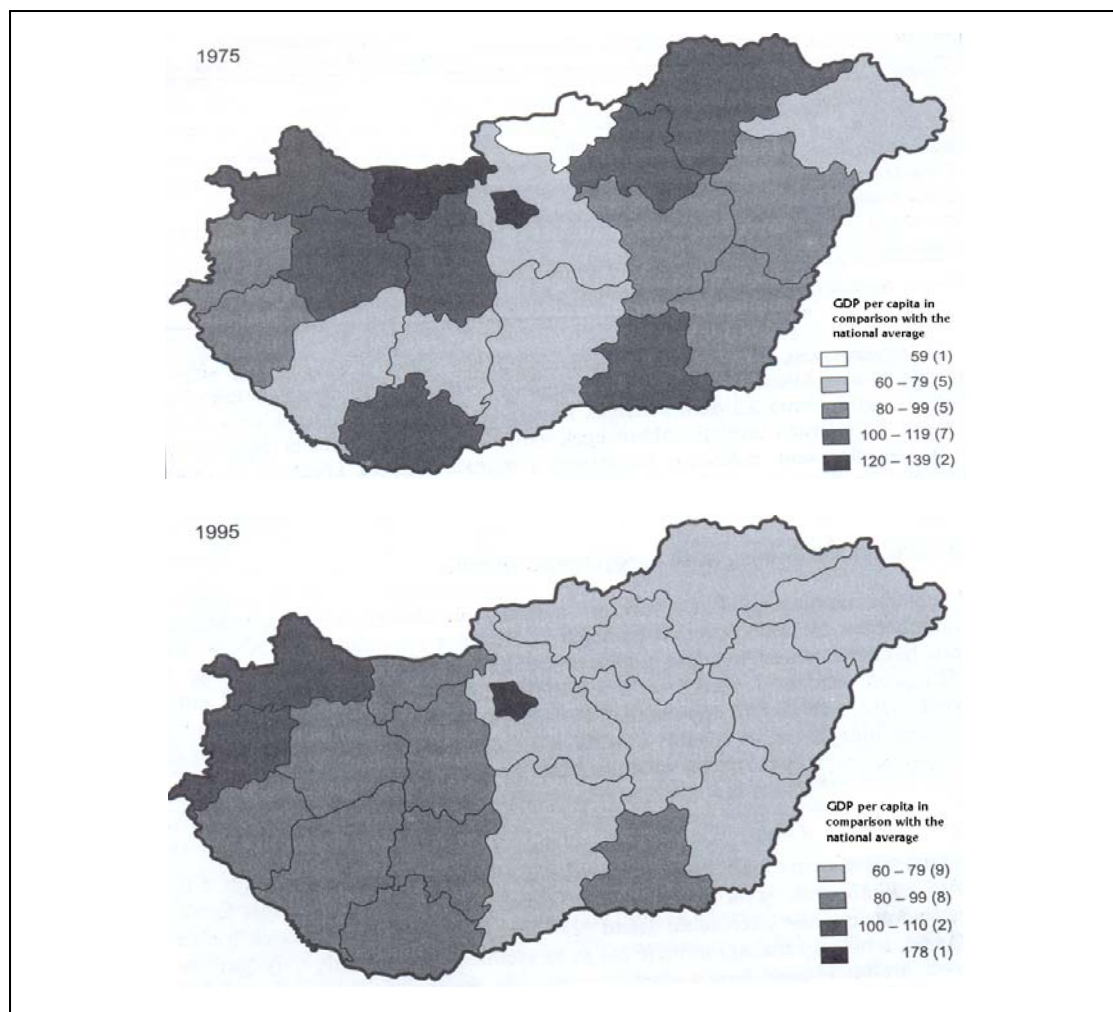 1975
GDP per capita in
comparison with the
national average
59 (1)
60 – 79 (5)
80 – 99 (5)
100 – 119 (7)
120 – 139 (2)
1995
GDP per capita in
comparison with the
national average
60 – 79 (9)
80 – 99 (8)
100 – 110 (2)
178 (1)